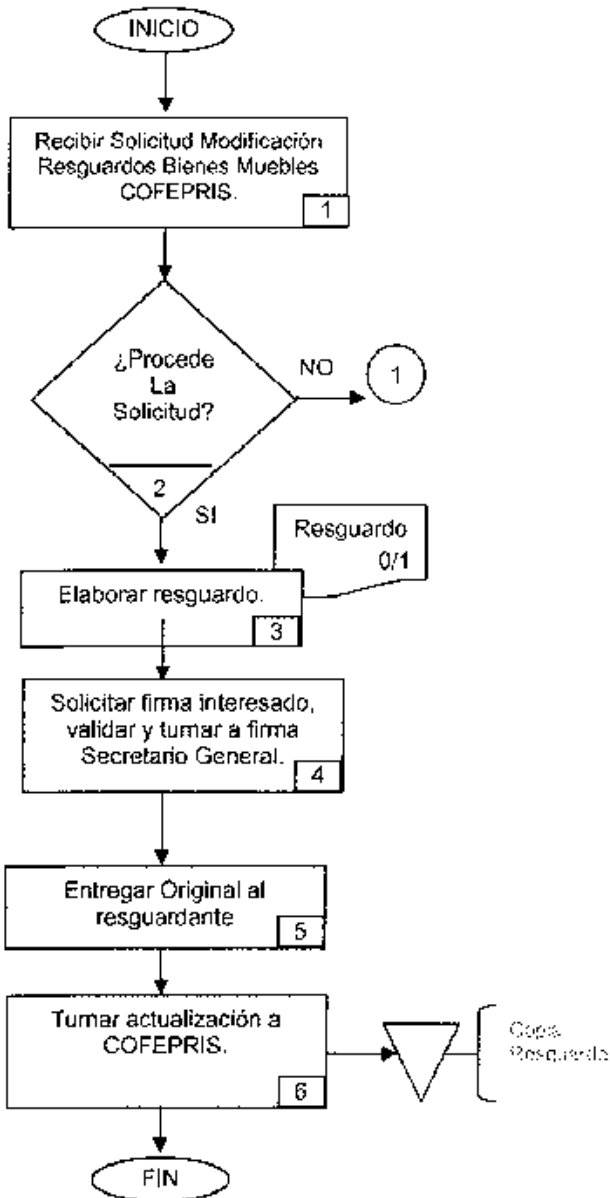 INICIO
Recibir Solicitud Modificación
Resguardos Bienes Muebles
COFEPRIS.
1
¿Procede
La
Solicitud?
2
NO
1
SI
Resguardo
0/1
Elaborar resguardo.
3
Solicitar firma interesado,
validar y turnar a firma
Secretario General.
4
Entregar Original al
resguardante
5
Turnar actualización a
COFEPRIS.
6
Copia
Resguardo
FIN